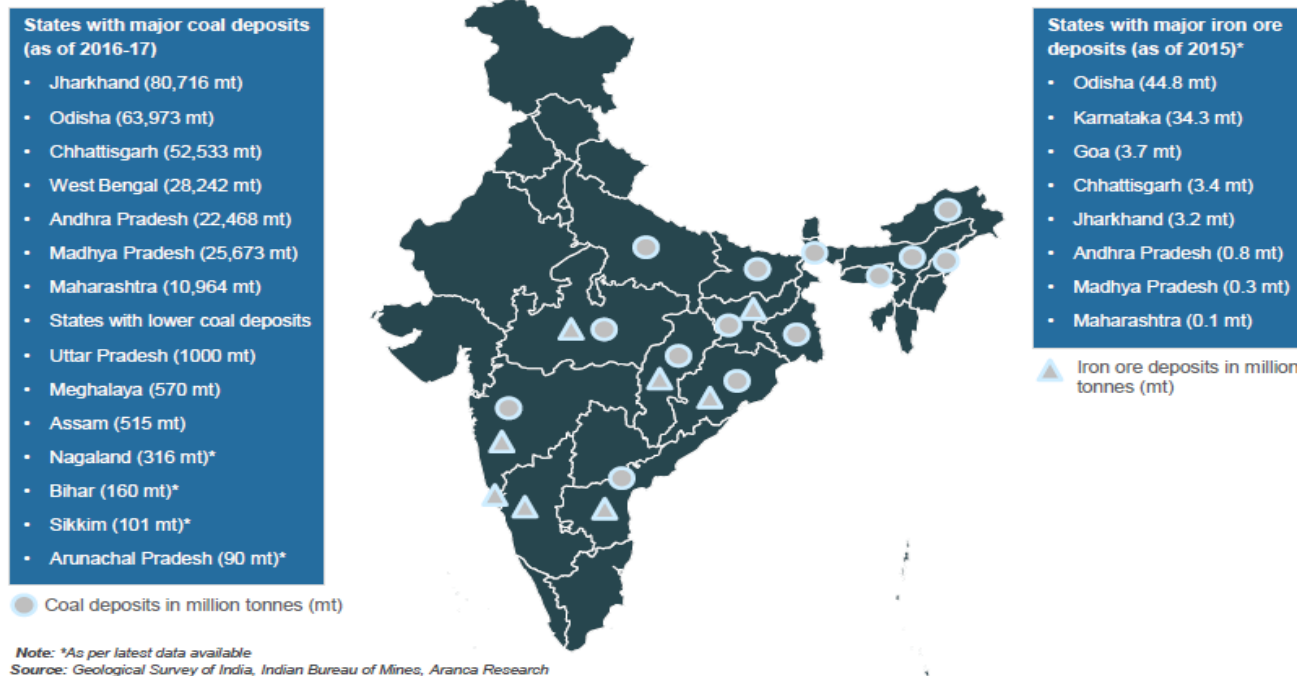 States with major coal deposits
(as of 2016-17)
• Jharkhand (80,716 mt)
• Odisha (63,973 mt)
• Chhattisgarh (52,533 mt)
• West Bengal (28,242 mt)
• Andhra Pradesh (22,468 mt)
• Madhya Pradesh (25,673 mt)
• Maharashtra (10,964 mt)
• States with lower coal deposits
• Uttar Pradesh (1000 mt)
• Meghalaya (570 mt)
• Assam (515 mt)
• Nagaland (316 mt)*
• Bihar (160 mt)*
• Sikkim (101 mt)*
• Arunachal Pradesh (90 mt)*
Coal deposits in million tonnes (mt)
States with major iron ore
deposits (as of 2015)*
• Odisha (44.8 mt)
• Karnataka (34.3 mt)
• Goa (3.7 mt)
• Chhattisgarh (3.4 mt)
• Jharkhand (3.2 mt)
• Andhra Pradesh (0.8 mt)
• Madhya Pradesh (0.3 mt)
• Maharashtra (0.1 mt)
Iron ore deposits in million
tonnes (mt)
Note: *As per latest data available
Source: Geological Survey of India, Indian Bureau of Mines, Aranca Research